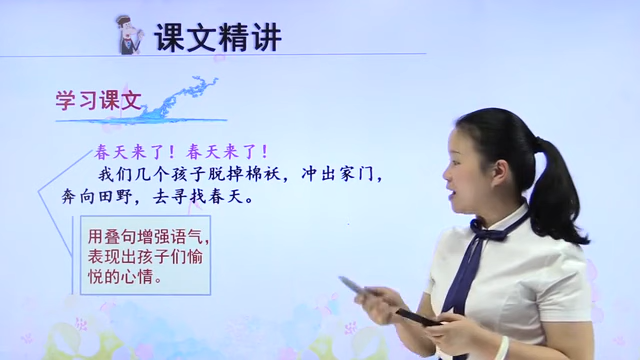 课文精讲
学习课文
春天来了！春天来了！
我们几个孩子脱掉棉袄，冲出家门，
奔向田野，去寻找春天。
用叠句增强语气，
表现出孩子们愉
悦的心情。